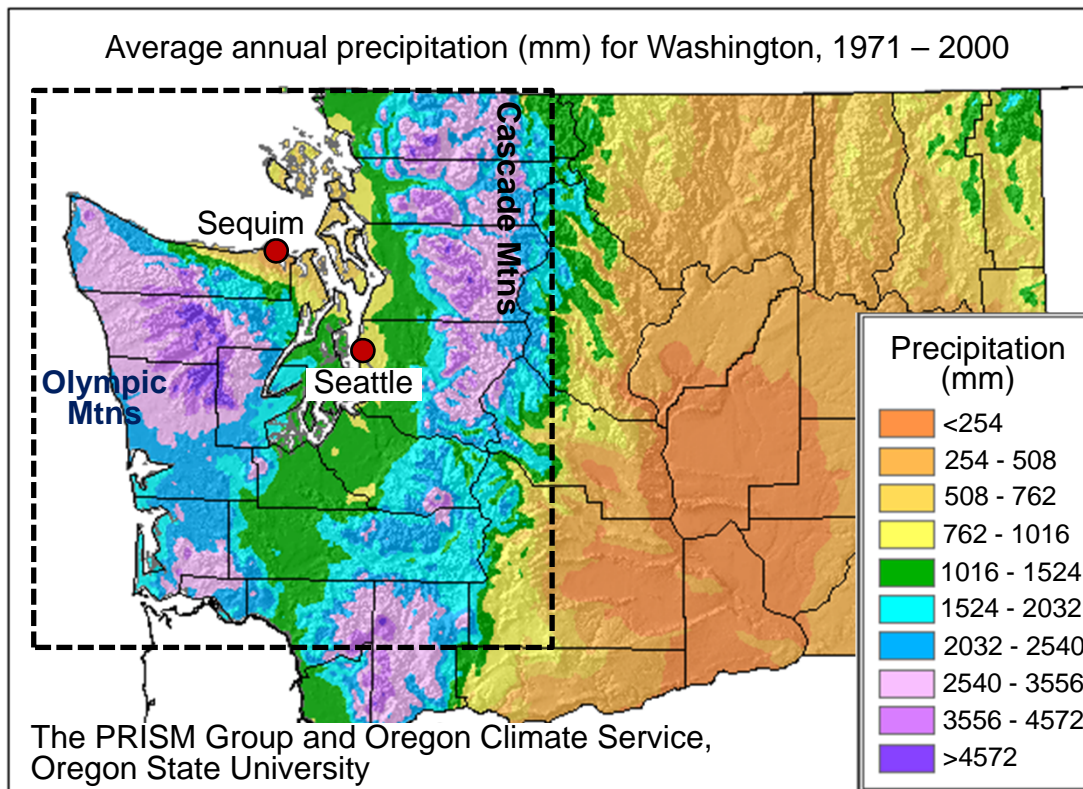 Average annual precipitation (mm) for Washington, 1971 – 2000
Cascade Mtns
Sequim
Seattle
Olympic
Mtns
Precipitation
(mm)
<254
254 - 508
508 - 762
762 - 1016
1016 - 1524
1524 - 2032
2032 - 2540
2540 - 3556
3556 - 4572
>4572
The PRISM Group and Oregon Climate Service,
Oregon State University